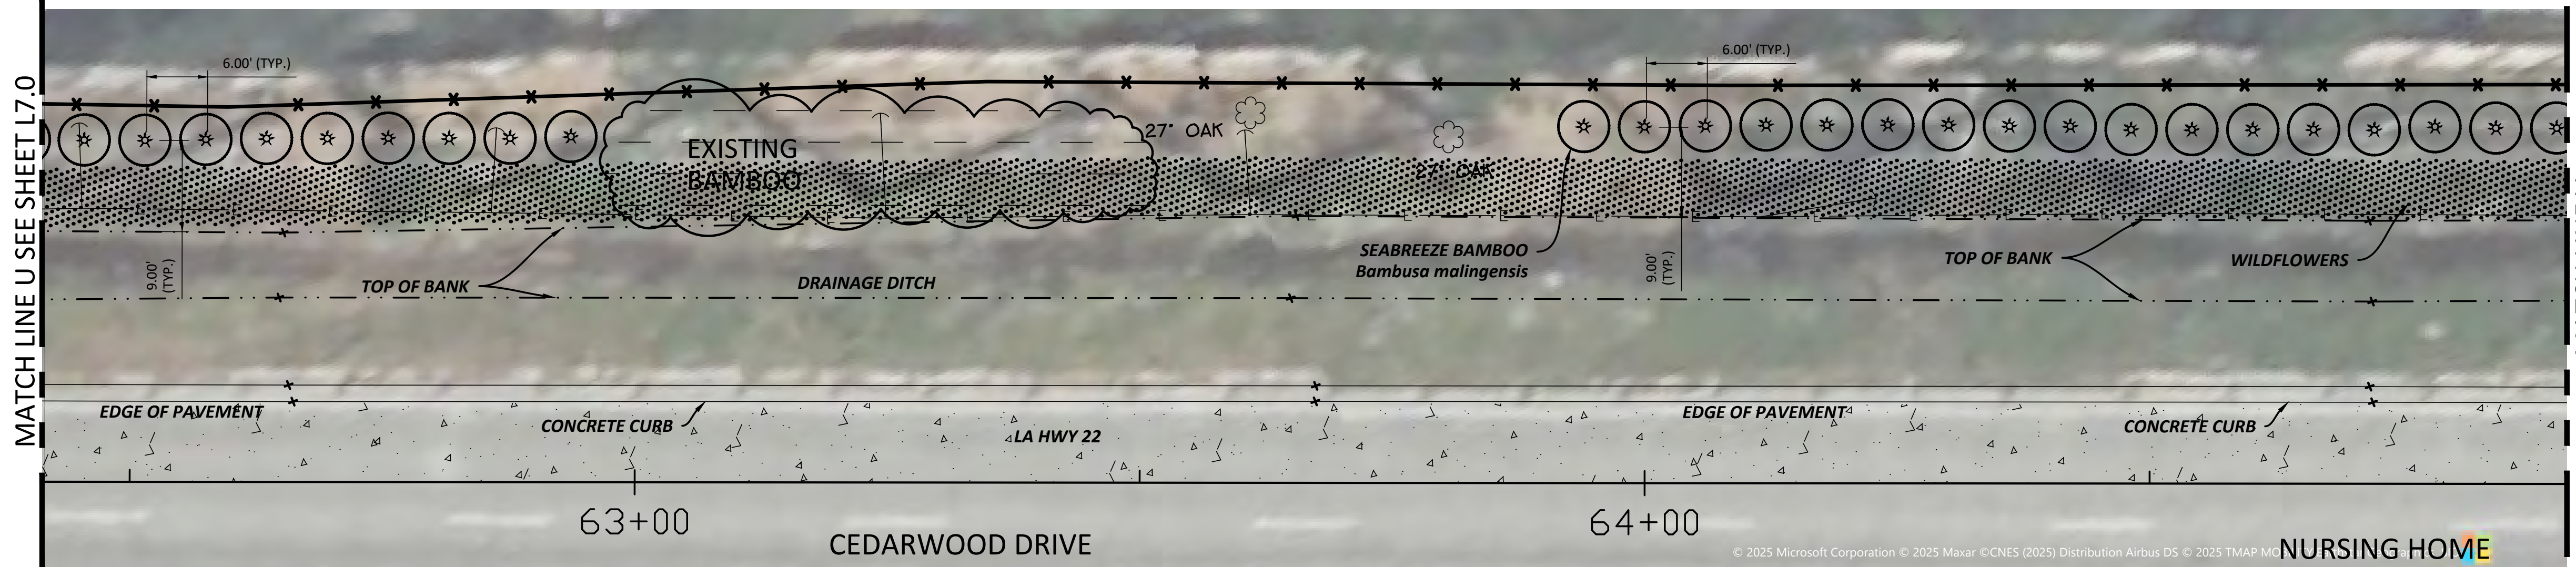 MATCH LINE U SEE SHEET L7.0
6.00' (TYP.)
6.00' (TYP.)
EXISTING
BAMBOO
27" OAK
27" OAK
9.00'
(TYP.)
TOP OF BANK
DRAINAGE DITCH
SEABREEZE BAMBOO
Bambusa malingensis
9.00'
(TYP.)
TOP OF BANK
WILDFLOWERS
EDGE OF PAVEMENT
CONCRETE CURB
LA HWY 22
EDGE OF PAVEMENT
CONCRETE CURB
63+00
64+00
CEDARWOOD DRIVE
NURSING HOME
© 2025 Microsoft Corporation © 2025 Maxar ©CNES (2025) Distribution Airbus DS © 2025 TMAP